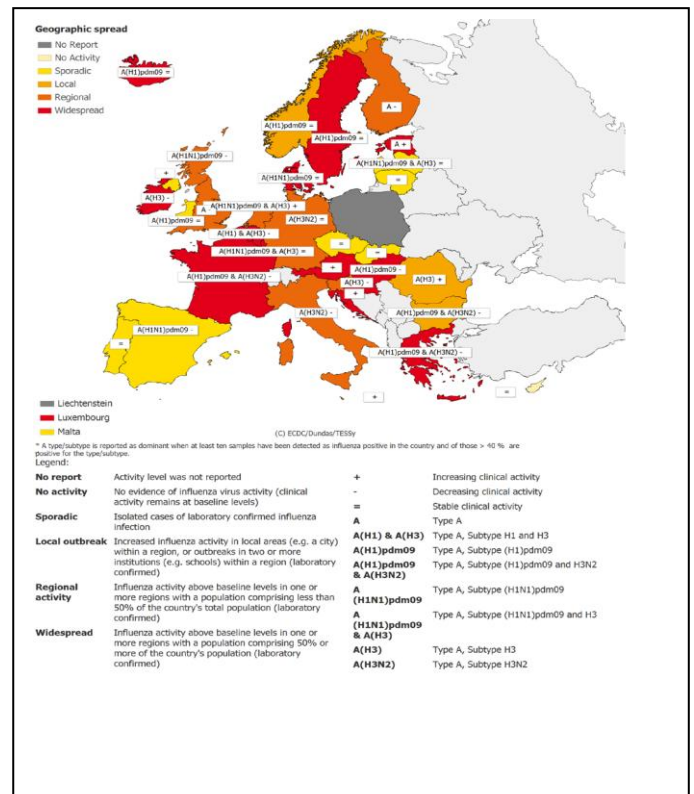 Geographic spread
No Report
No Activity
Sporadic
Local
Regional
Widespread
A(H1)pdm09 =
A -
A(H1)pdm09 =
A(H1)pdm09 =
A +
A(H1N1)pdm09 -
A(H1N1)pdm09 & A(H3) =
+
A(H1N1)pdm09 =
=
A(H3) -
A(H1N1)pdm09 & A(H3) +
A
A(H1)pdm09 =
A(H3N2) =
A(H1) & A(H3) -
=
A(H1N1)pdm09 & A(H3) =
=
+
A(H1)pdm09 -
A(H1)pdm09 & A(H3N2) -
A(H3) -
A(H3) +
+
A(H3N2) -
A(H1)pdm09 & A(H3N2) -
A(H1N1)pdm09 -
=
A(H1)pdm09 & A(H3N2) -
+
=
Liechtenstein
Luxembourg
Malta
(C) ECDC/Dundas/TESSy
* A type/subtype is reported as dominant when at least ten samples have been detected as influenza positive in the country and of those > 40 % are
positive for the type/subtype.
Legend:
No report Activity level was not reported + Increasing clinical activity
No activity No evidence of influenza virus activity (clinical - Decreasing clinical activity
activity remains at baseline levels) = Stable clinical activity
Sporadic Isolated cases of laboratory confirmed influenza A Type A
infection A(H1) & A(H3) Type A, Subtype H1 and H3
Local outbreak Increased influenza activity in local areas (e.g. a city) A(H1)pdm09 Type A, Subtype (H1)pdm09
within a region, or outbreaks in two or more
institutions (e.g. schools) within a region (laboratory A(H1)pdm09 Type A, Subtype (H1)pdm09 and H3N2
confirmed) & A(H3N2)
Regional Influenza activity above baseline levels in one or A Type A, Subtype (H1N1)pdm09
activity more regions with a population comprising less than (H1N1)pdm09
50% of the country's total population (laboratory A Type A, Subtype (H1N1)pdm09 and H3
confirmed) (H1N1)pdm09
Widespread Influenza activity above baseline levels in one or & A(H3)
more regions with a population comprising 50% or A(H3) Type A, Subtype H3
more of the country's population (laboratory
confirmed) A(H3N2) Type A, Subtype H3N2